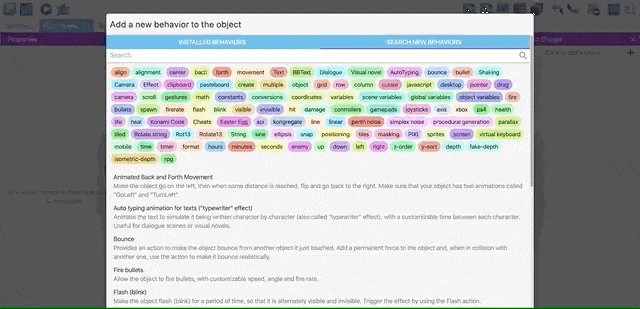 Add a new behavior to the object
INSTALLED BEHAVIORS
SEARCH NEW BEHAVIORS
Properties
Search
align alignment center back forth movement Text BBText Dialogue Visual novel AutoTyping bounce bullet Shaking
Camera Effect clipboard pasteboard create multiple object grid row column cursor javascript desktop pointer drag
camera scroll gestures math constants conversions coordinates variables scene variables global variables object variables fire
bullets spawn firerate flash blink visible invisible hit damage controllers gamepads joysticks axis xbox ps4 health
life heal Konami Code Cheats Easter Egg api kongregate line linear perth noise simplex noise procedural generation parallax
tiled Rotate string Rot13 Rotate13 String sine ellipsis snap positioning tiles masking PIXI sprites screen virtual keyboard
mobile time timer format hours minutes seconds enemy up down left right z-order y-sort depth fake-depth
isometric-depth rpg
Animated Back and Forth Movement
Make the object go on the left, then when some distance is reached, flip and go back to the right. Make sure that your object has two animations called
"GoLeft" and "TurnLeft".
Auto typing animation for texts ("typewriter" effect)
Animate the text to simulate it being written character by character (also called "typewriter" effect), with a customizable time between each character.
Useful for dialogue scenes or visual novels.
Bounce
Provides an action to make the object bounce from another object it just touched. Add a permanent force to the object and, when in collision with
another one, use the action to make it bounce realistically.
Fire bullets
Allow the object to fire bullets, with customizable speed, angle and fire rate.
Flash (blink)
Make the object flash (blink) for a period of time, so that it is alternately visible and invisible. Trigger the effect by using the Flash action.